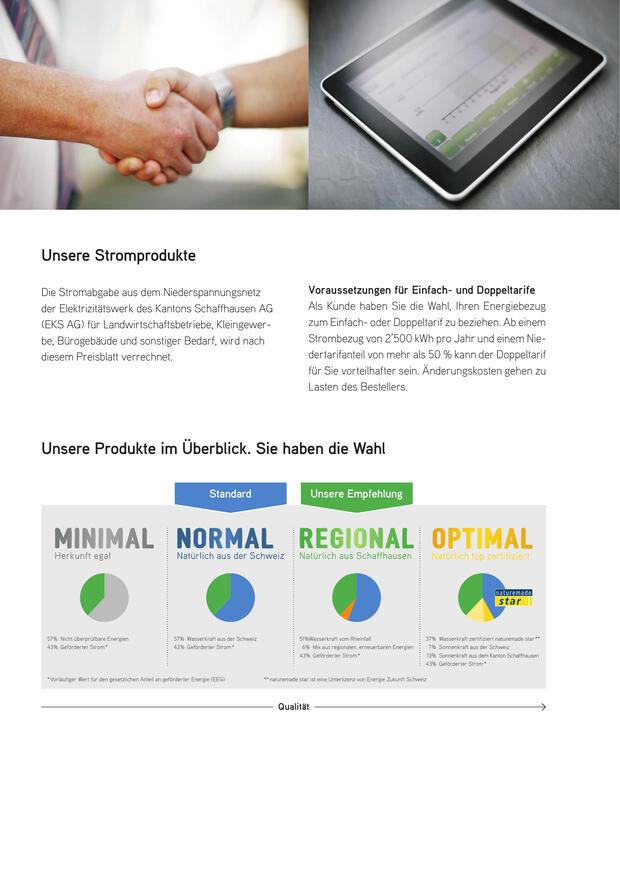 Unsere Stromprodukte
Die Stromabgabe aus dem Niederspannungsnetz
der Elektrizitätswerk des Kantons Schaffhausen AG
(EKS AG) für Landwirtschaftsbetriebe, Kleingewer-
be, Bürogebäude und sonstiger Bedarf, wird nach
diesem Preisblatt verrechnet.
Voraussetzungen für Einfach- und Doppeltarife
Als Kunde haben Sie die Wahl, Ihren Energiebezug
zum Einfach- oder Doppeltarif zu beziehen. Ab einem
Strombezug von 2'500 kWh pro Jahr und einem Nie-
dertarifanteil von mehr als 50 % kann der Doppeltarif
für Sie vorteilhafter sein. Änderungskosten gehen zu
Lasten des Bestellers.
Unsere Produkte im Überblick. Sie haben die Wahl
Standard
Unsere Empfehlung
MINIMAL
Herkunft egal
57% Nicht überprüfbare Energien
43% Geförderter Strom*
NORMAL
Natürlich aus der Schweiz
57% Wasserkraft aus der Schweiz
43% Geförderter Strom*
REGIONAL
Natürlich aus Schaffhausen
51%Wasserkraft vom Rheinfall
6% Mix aus regionalen, erneuerbaren Energien
43% Geförderter Strom*
OPTIMAL
Natürlich top zertifiziert
naturemade
star!
37% Wasserkraft zertifiziert naturemade star**
7% Sonnenkraft aus der Schweiz
13% Sonnenkraft aus dem Kanton Schaffhausen
43% Geförderter Strom*
*Vorläufiger Wert für den gesetzlichen Anteil an geförderter Energie (EEG)
**naturemade star ist eine Unterlizenz von Energie Zukunft Schweiz
Qualität